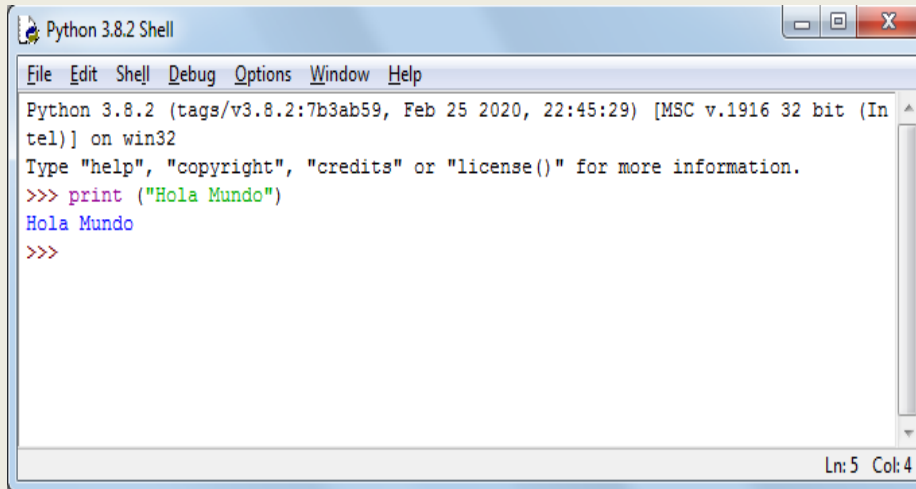 Python 3.8.2 Shell
File Edit Shell Debug Options Window Help
Python 3.8.2 (tags/v3.8.2:7b3ab59, Feb 25 2020, 22:45:29) [MSC v.1916 32 bit (In
tel)] on win32
Type "help", "copyright", "credits" or "license()" for more information.
>>> print ("Hola Mundo")
Hola Mundo
>>>
Ln: 5 Col: 4